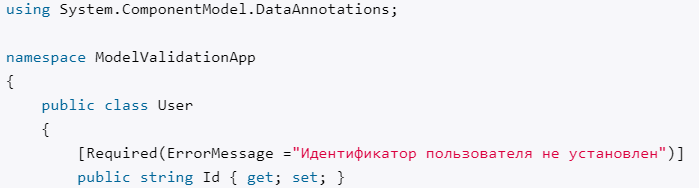 using System.ComponentModel.DataAnnotations;
namespace ModelValidationApp
{
    public class User
    {
        [Required(ErrorMessage ="Идентификатор пользователя не установлен")]
        public string Id { get; set; }